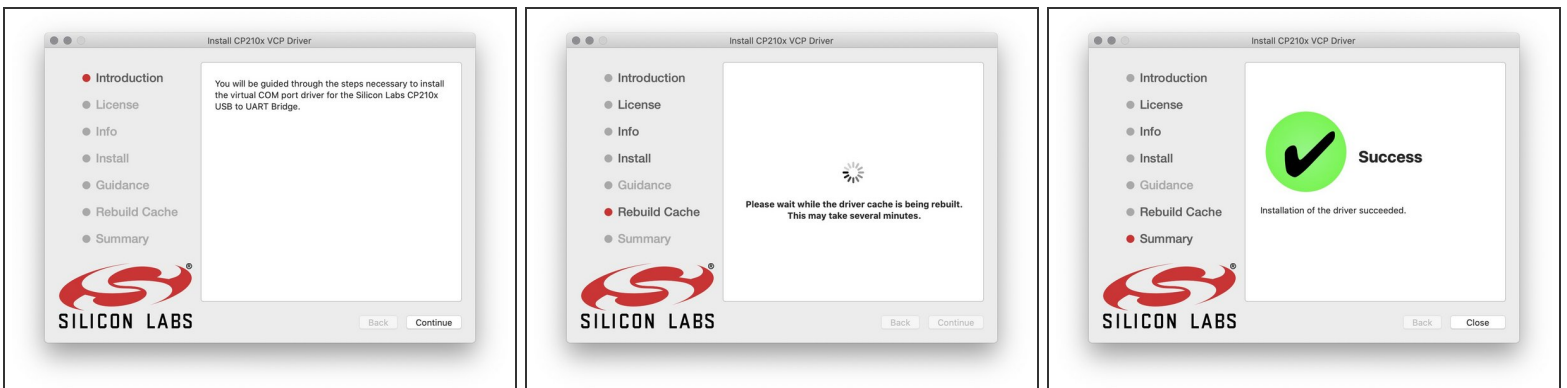 Install CP210x VCP Driver
Introduction
License
Info
Install
Guidance
Rebuild Cache
Summary
You will be guided through the steps necessary to install
the virtual COM port driver for the Silicon Labs CP210x
USB to UART Bridge.
®
SILICON LABS
Back
Continue
Install CP210x VCP Driver
Introduction
License
Info
Install
Guidance
Rebuild Cache
Summary
Please wait while the driver cache is being rebuilt.
This may take several minutes.
®
SILICON LABS
Back
Continue
Install CP210x VCP Driver
Introduction
License
Info
Install
Guidance
Rebuild Cache
Summary
Success
Installation of the driver succeeded.
®
SILICON LABS
Back
Close